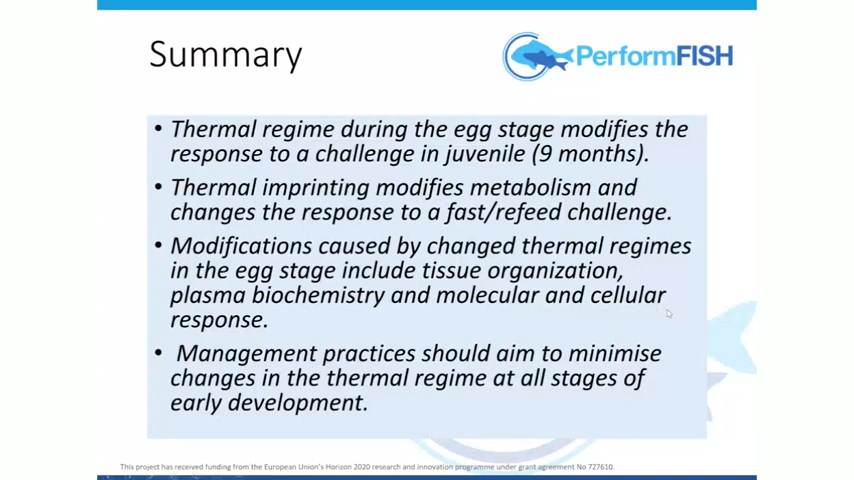 Summary
PerformFISH
• Thermal regime during the egg stage modifies the
response to a challenge in juvenile (9 months).
• Thermal imprinting modifies metabolism and
changes the response to a fast/refeed challenge.
• Modifications caused by changed thermal regimes
in the egg stage include tissue organization,
plasma biochemistry and molecular and cellular
response.
• Management practices should aim to minimise
changes in the thermal regime at all stages of
early development.
This project has received funding from the European Union's Horizon 2020 research and innovation programme under grant agreement No 727610.